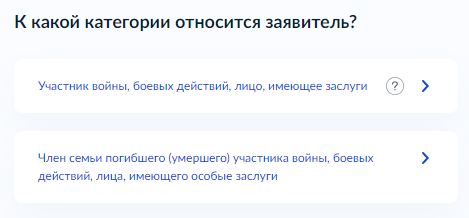 К какой категории относится заявитель?
Участник войны, боевых действий, лицо, имеющее заслуги ?
Член семьи погибшего (умершего) участника войны, боевых
действий, лица, имеющего особые заслуги